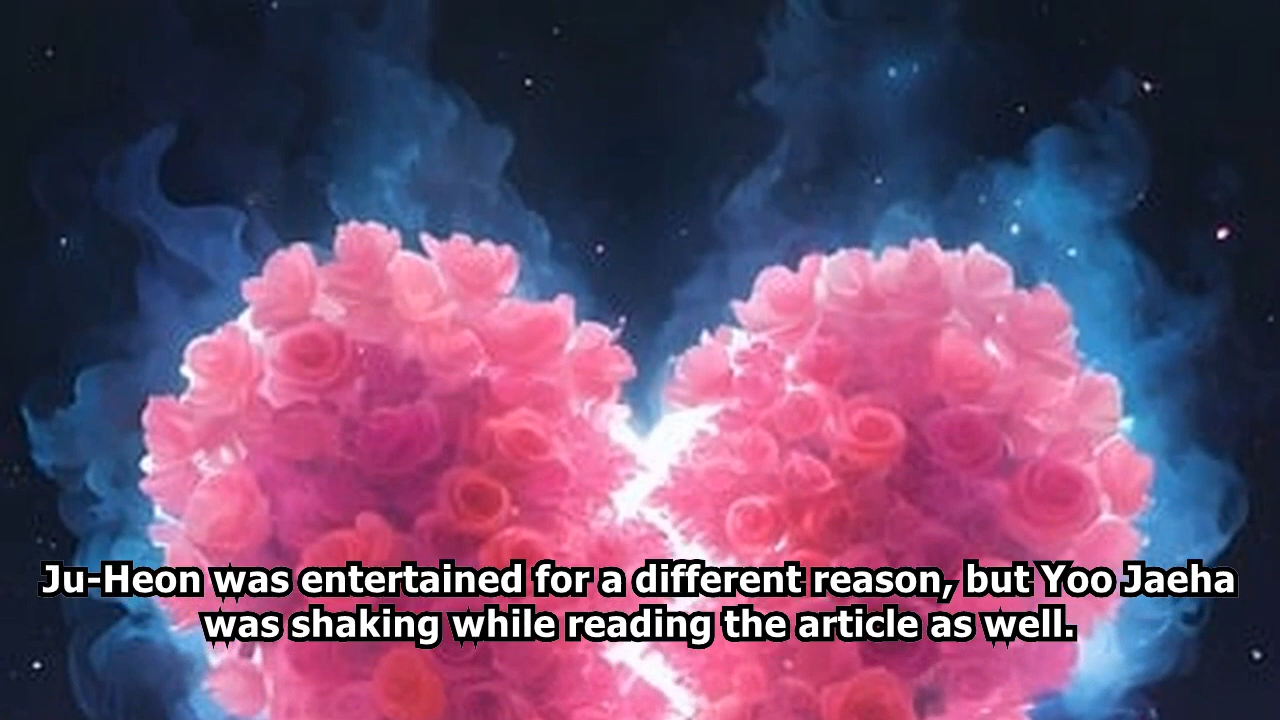 Ju-Heon was entertained for a different reason, but Yoo Jaeha
was shaking while reading the article as well.